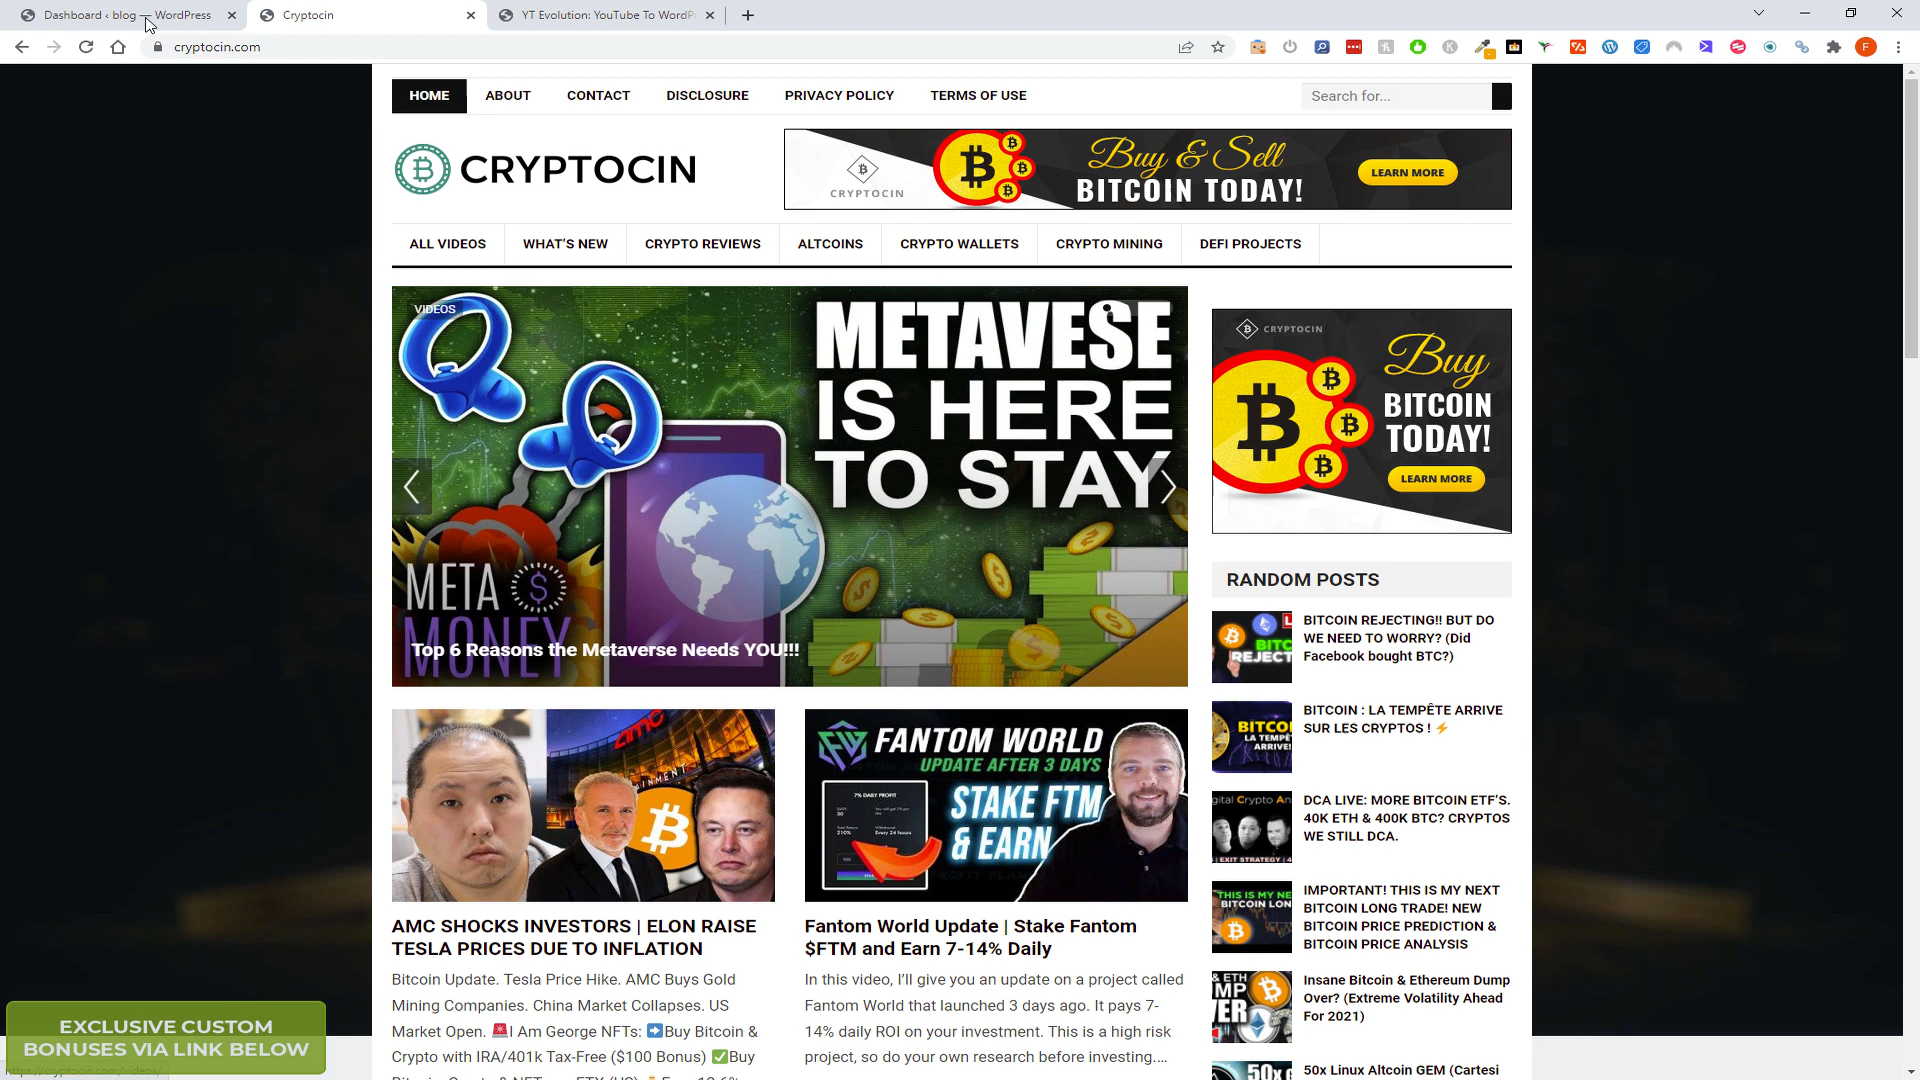 Dashboard ‹ blog — WordPress
Cryptocin
YT Evolution: YouTube To WordP
cryptocin.com
HOME ABOUT CONTACT DISCLOSURE PRIVACY POLICY TERMS OF USE
Search for...
CRYPTOCIN
CRYPTOCIN
Buy & Sell
BITCOIN TODAY!
LEARN MORE
ALL VIDEOS WHAT'S NEW CRYPTO REVIEWS ALTCOINS CRYPTO WALLETS CRYPTO MINING DEFI PROJECTS
VIDEOS
METAVESE
IS HERE
TO STAY
META
MONEY
Top 6 Reasons the Metaverse Needs YOU!!!
CRYPTOCIN
Buy
BITCOIN
TODAY!
LEARN MORE
RANDOM POSTS
BITCOIN REJECTING!! BUT DO
WE NEED TO WORRY? (Did
Facebook bought BTC?)
BITCOIN : LA TEMPÊTE ARRIVE
SUR LES CRYPTOS ! ⚡
DCA LIVE: MORE BITCOIN ETF'S.
40K ETH & 400K BTC? CRYPTOS
WE STILL DCA.
IMPORTANT! THIS IS MY NEXT
BITCOIN LONG TRADE! NEW
BITCOIN PRICE PREDICTION &
BITCOIN PRICE ANALYSIS
Insane Bitcoin & Ethereum Dump
Over? (Extreme Volatility Ahead
For 2021)
50x Linux Altcoin GEM (Cartesi
AMC
FANTOM WORLD
UPDATE AFTER 3 DAYS
7% DAILY PROFIT
STAKE FTM
& EARN
AMC SHOCKS INVESTORS | ELON RAISE
TESLA PRICES DUE TO INFLATION
Bitcoin Update. Tesla Price Hike. AMC Buys Gold
Mining Companies. China Market Collapses. US
Market Open. 🚨I Am George NFTs: ➡️Buy Bitcoin &
Crypto with IRA/401k Tax-Free ($100 Bonus) ✅Buy
Fantom World Update | Stake Fantom
$FTM and Earn 7-14% Daily
In this video, I'll give you an update on a project called
Fantom World that launched 3 days ago. It pays 7-
14% daily ROI on your investment. This is a high risk
project, so do your own research before investing....
EXCLUSIVE CUSTOM
BONUSES VIA LINK BELOW
https://cryptocin.com/videos/